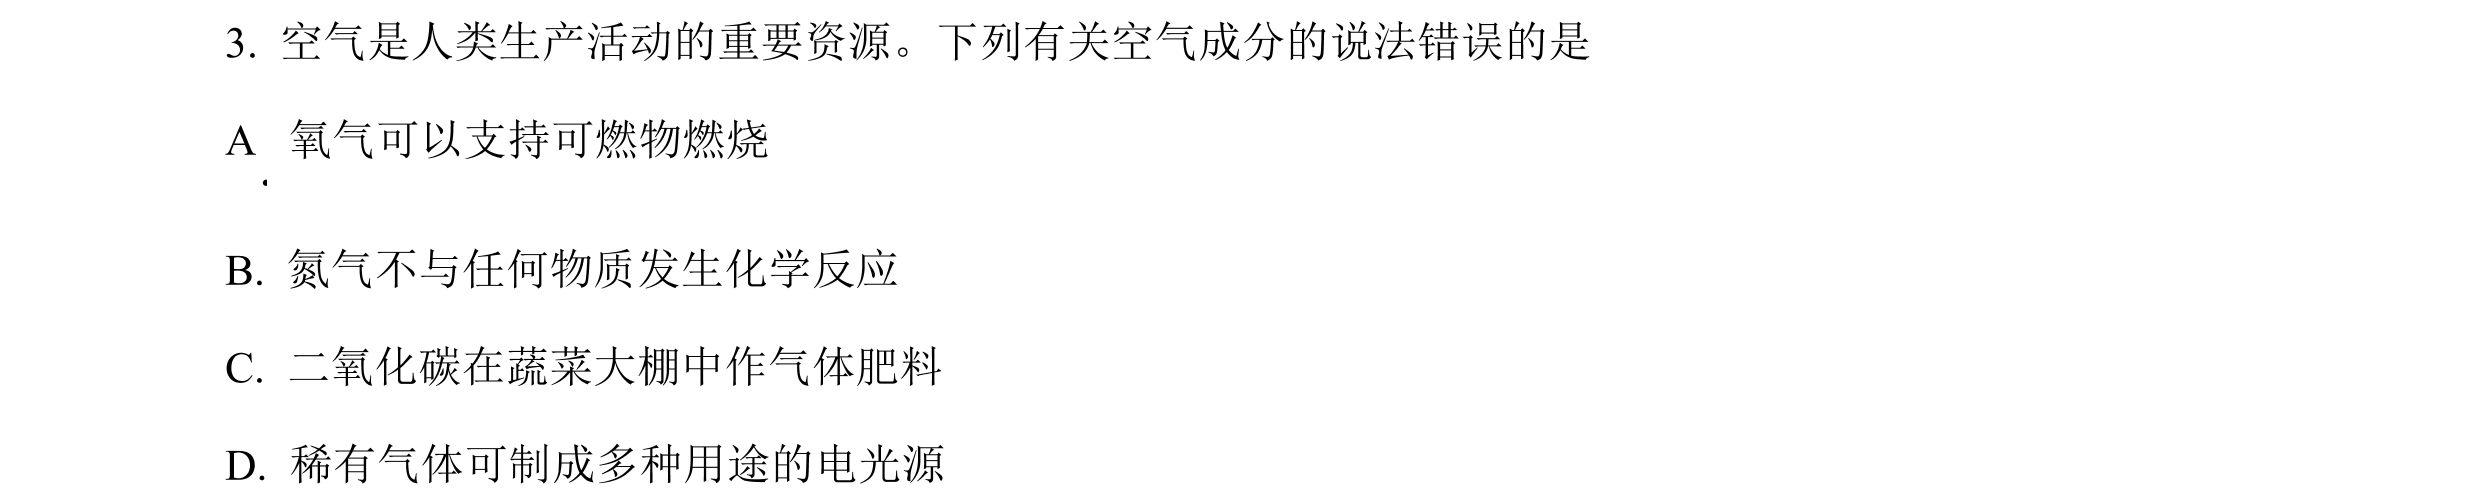 3. 空气是人类生产活动的重要资源。下列有关空气成分的说法错误的是
A 氧气可以支持可燃物燃烧
.
B. 氮气不与任何物质发生化学反应
C. 二氧化碳在蔬菜大棚中作气体肥料
D. 稀有气体可制成多种用途的电光源